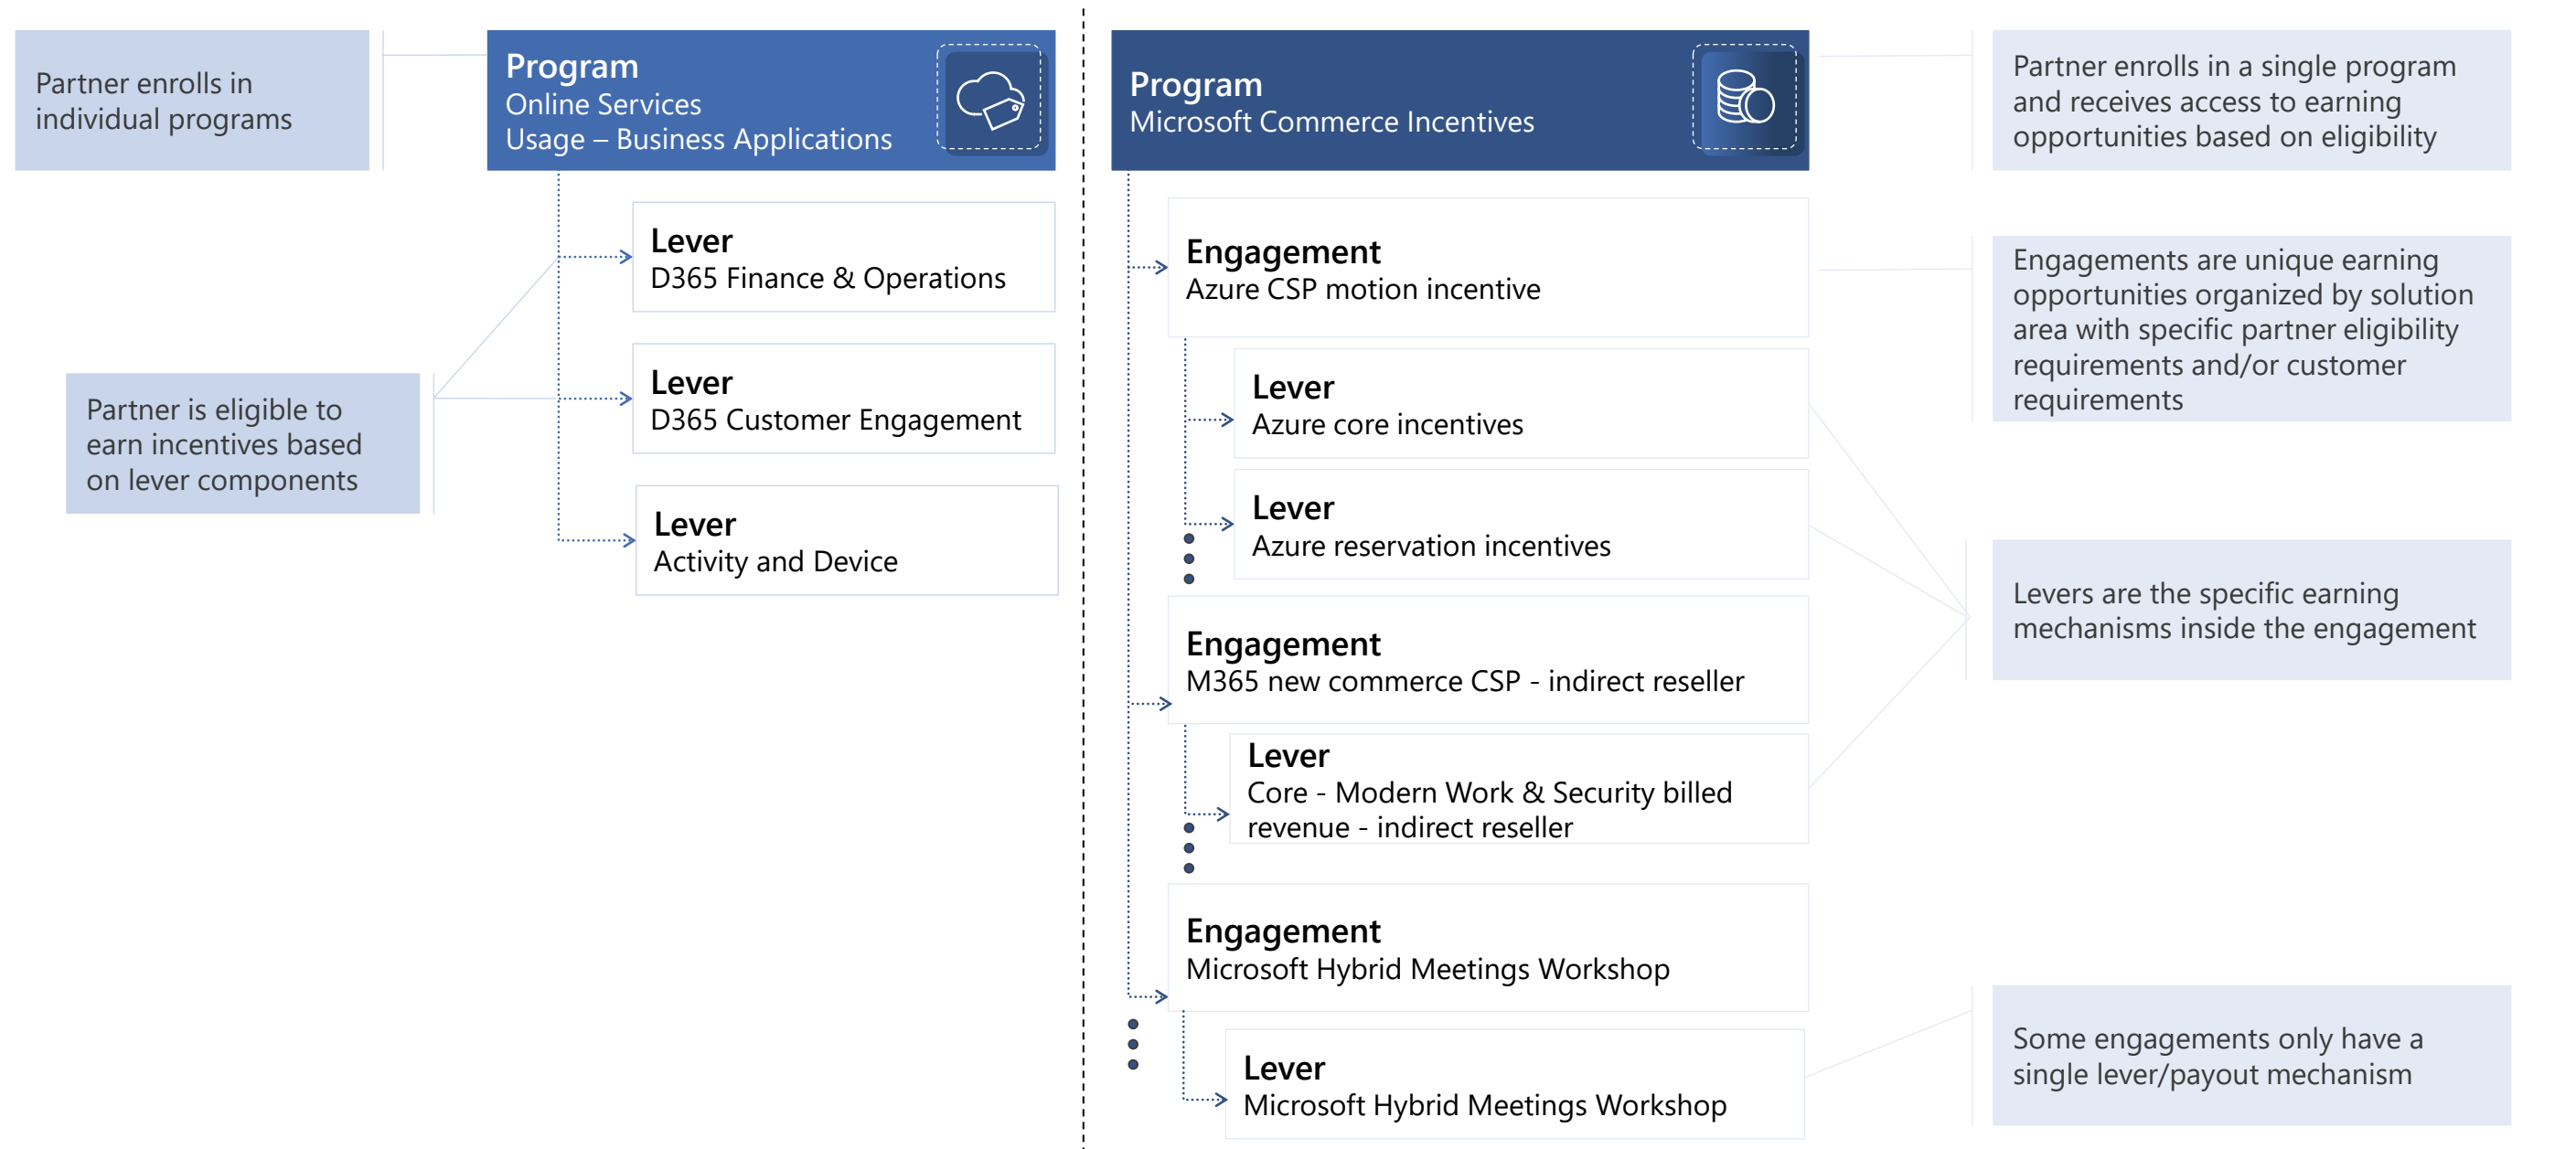 Partner enrolls in
individual programs
Program
Online Services
Usage – Business Applications
Lever
D365 Finance & Operations
Lever
D365 Customer Engagement
Lever
Activity and Device
Partner is eligible to
earn incentives based
on lever components
Program
Microsoft Commerce Incentives
Engagement
Azure CSP motion incentive
Lever
Azure core incentives
Lever
Azure reservation incentives
Engagement
M365 new commerce CSP - indirect reseller
Lever
Core - Modern Work & Security billed
revenue - indirect reseller
Engagement
Microsoft Hybrid Meetings Workshop
Lever
Microsoft Hybrid Meetings Workshop
Partner enrolls in a single program
and receives access to earning
opportunities based on eligibility
Engagements are unique earning
opportunities organized by solution
area with specific partner eligibility
requirements and/or customer
requirements
Levers are the specific earning
mechanisms inside the engagement
Some engagements only have a
single lever/payout mechanism